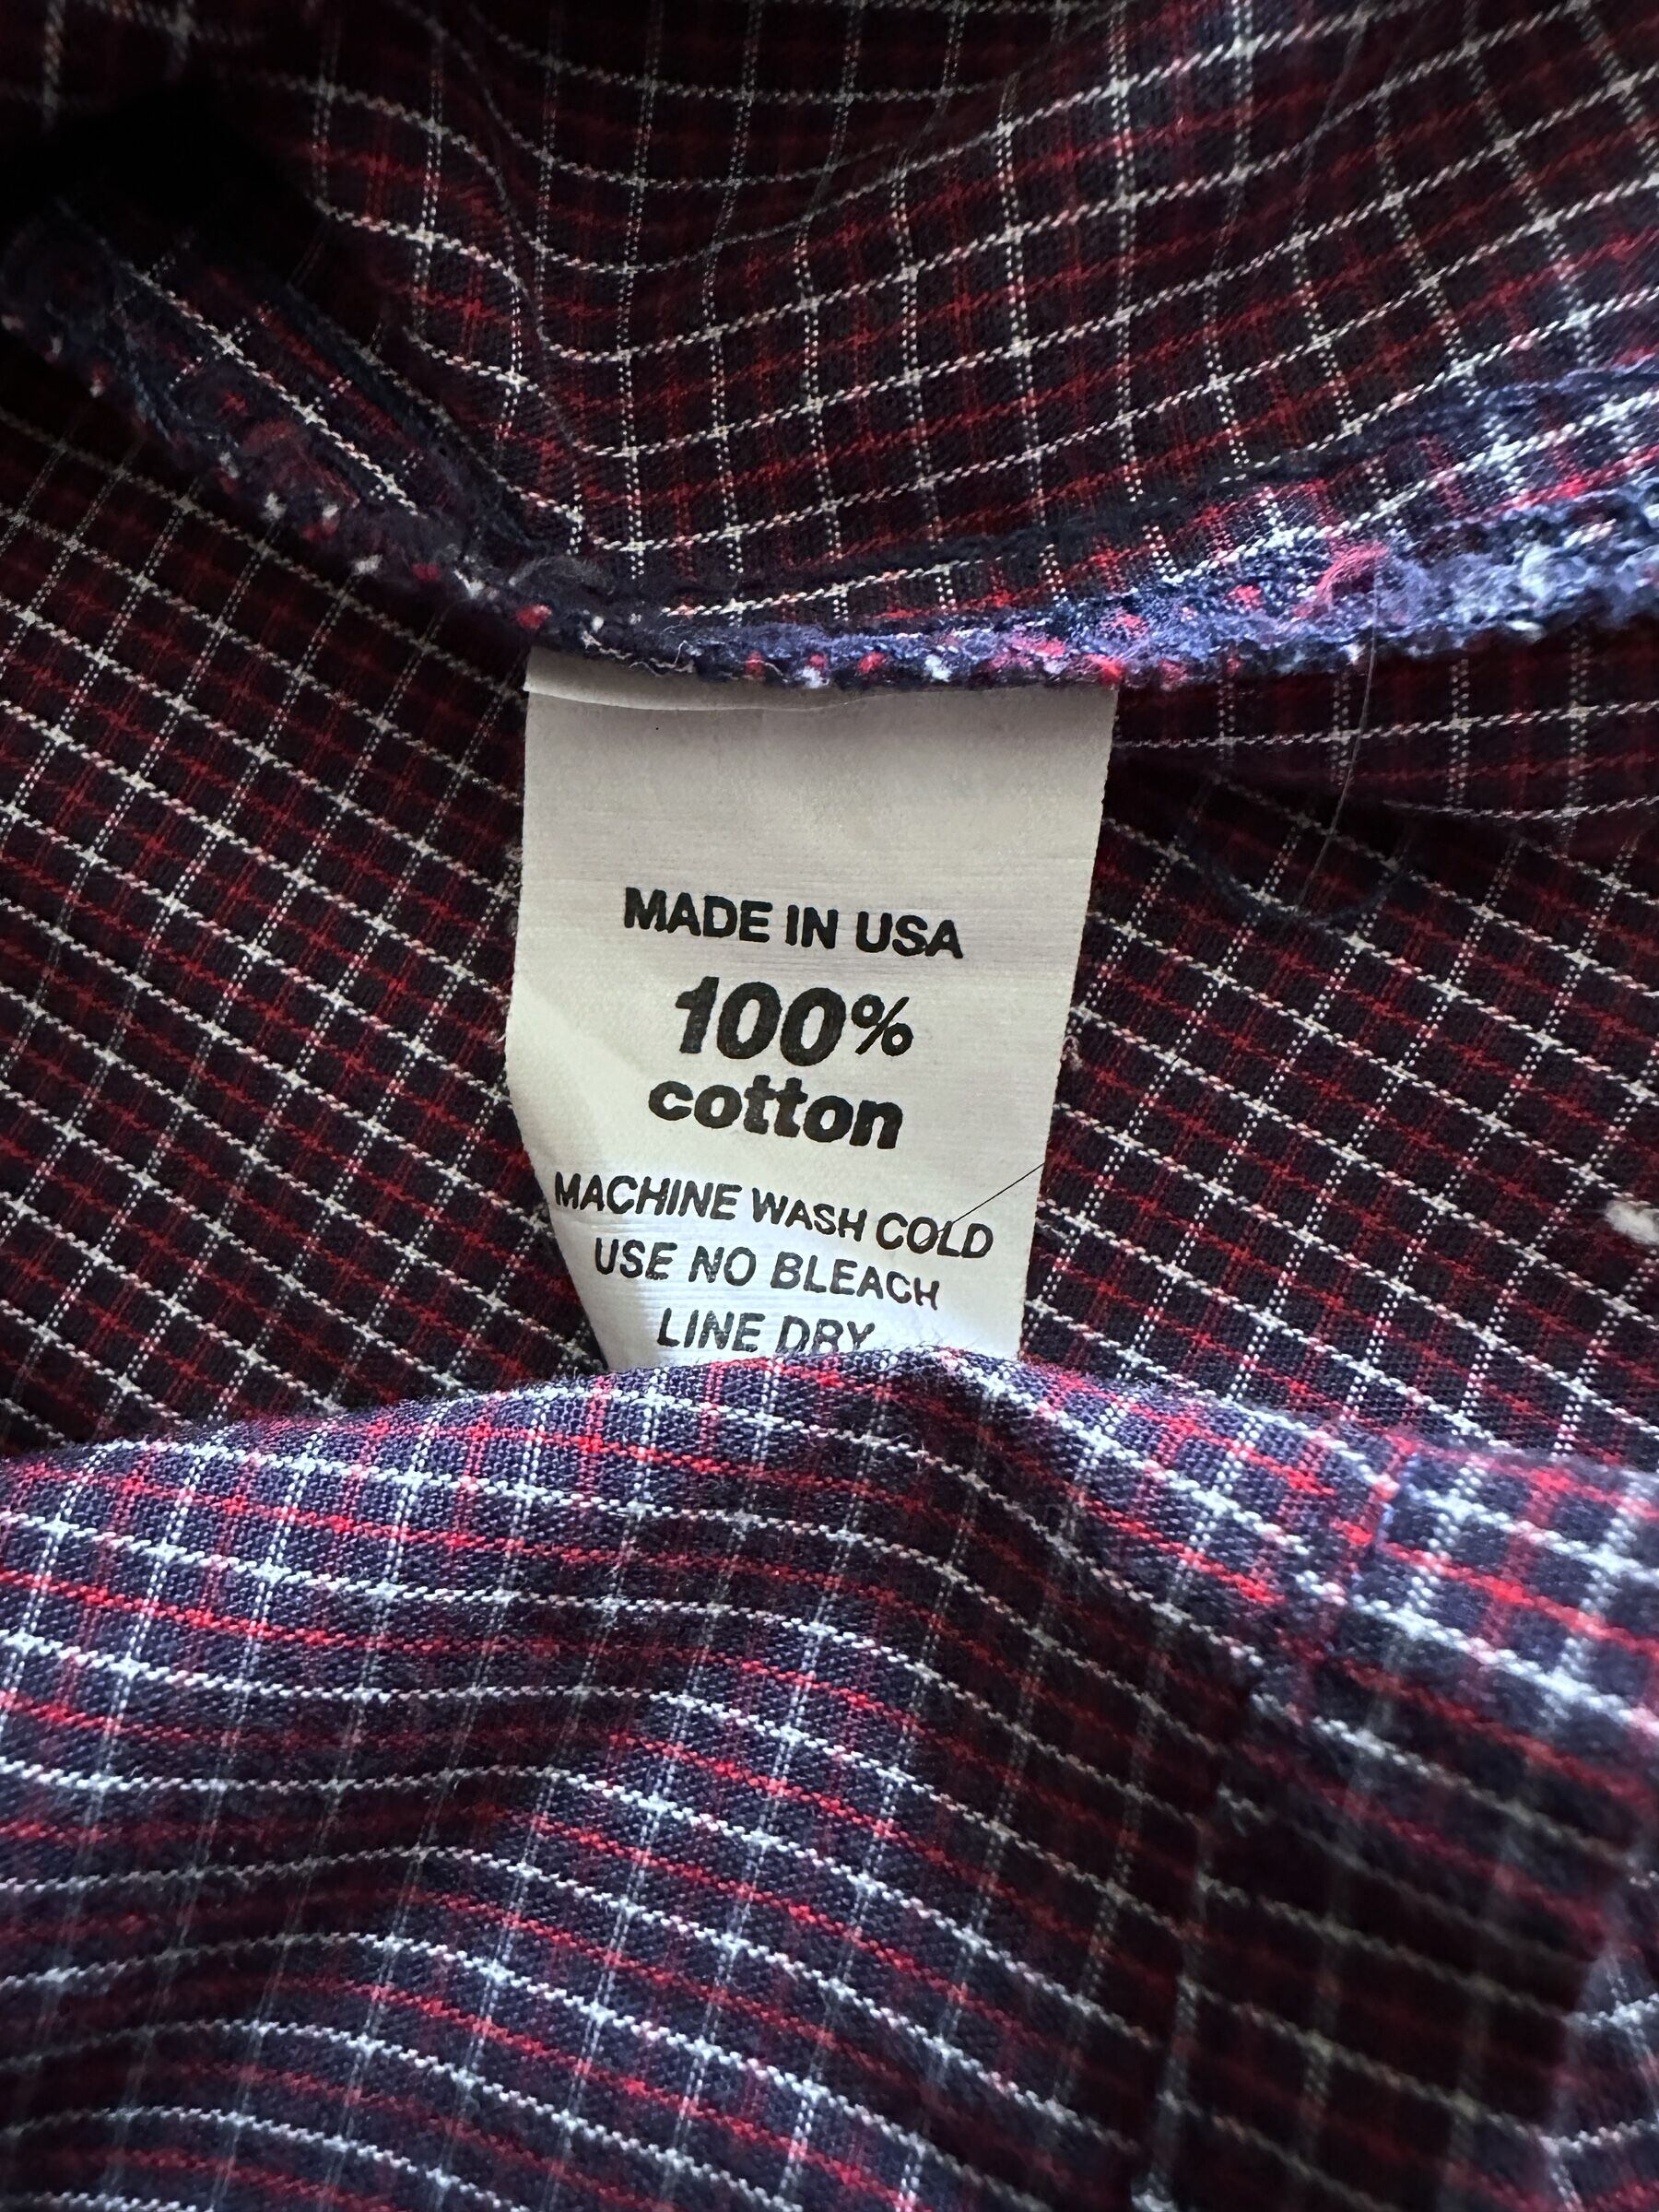 MADE IN USA
100%
cotton
MACHINE WASH COLD
USE NO BLEACH
LINE DRY